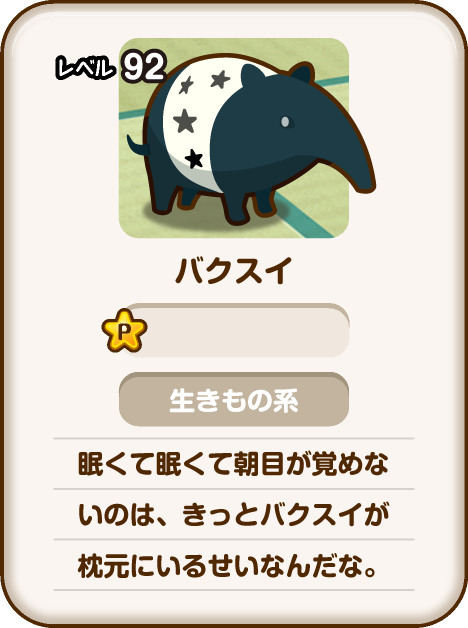 レベル 92
バクスイ
P
生きもの系
眠くて眠くて朝目が覚めな
いのは、きっとバクスイが
枕元にいるせいなんだな。